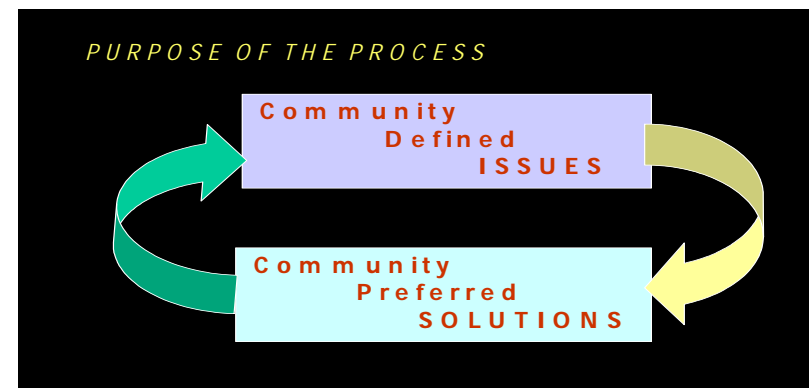 PURPOSE OF THE PROCESS
Community
Defined
ISSUES
Community
Preferred
SOLUTIONS